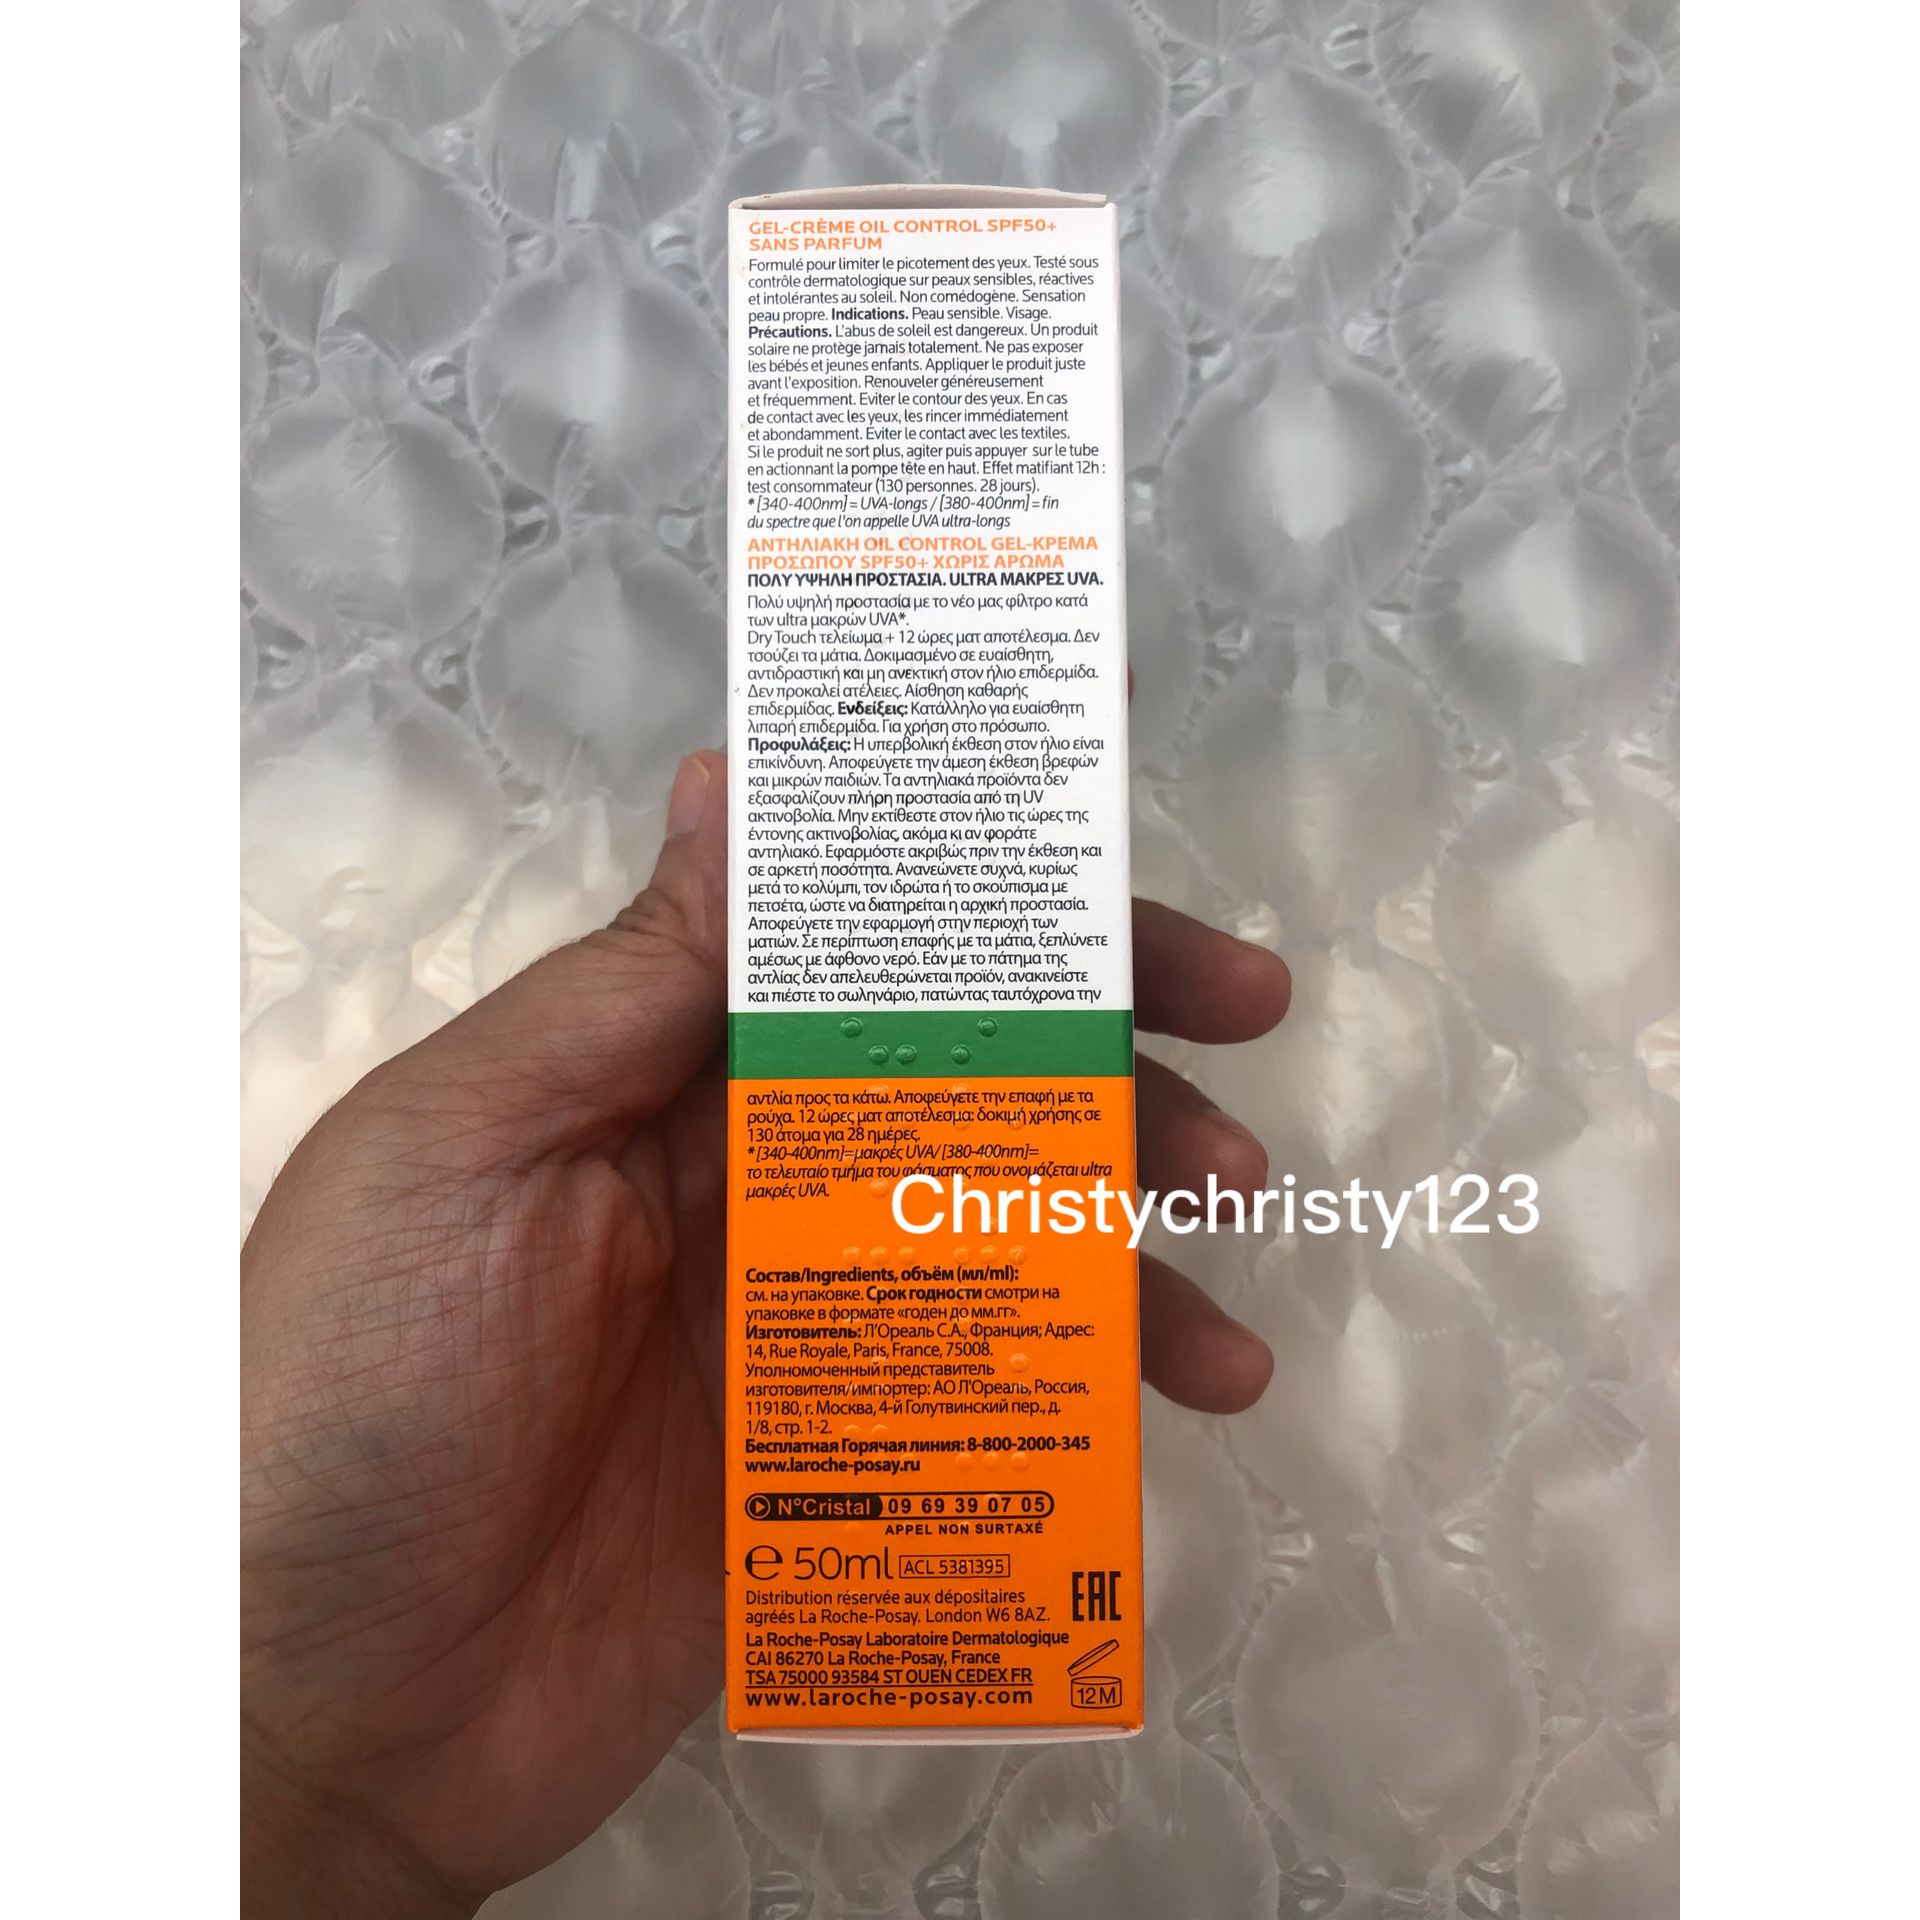 GEL-CRÈME OIL CONTROL SPF50+
SANS PARFUM
Formulé pour limiter le picotement des yeux. Testé sous
contrôle dermatologique sur peaux sensibles, réactives
et intolérantes au soleil. Non comédogène. Sensation
peau propre. Indications. Peau sensible. Visage.
Précautions. L'abus de soleil est dangereux. Un produit
solaire ne protège jamais totalement. Ne pas exposer
les bébés et jeunes enfants. Appliquer le produit juste
avant l'exposition. Renouveler généreusement
et fréquemment. Eviter le contour des yeux. En cas
de contact avec les yeux, les rincer immédiatement
et abondamment. Eviter le contact avec les textiles.
Si le produit ne sort plus, agiter puis appuyer sur le tube
en actionnant la pompe tête en haut. Effet matifiant 12h :
test consommateur (130 personnes. 28 jours).
* [340-400nm] = UVA-longs / [380-400nm] = fin
du spectre que l'on appelle UVA ultra-longs
ΑΝΤΗΛΙΑΚΗ OIL CONTROL GEL-ΚΡΕΜΑ
ΠΡΟΣΩΠΟΥ SPF50+ ΧΩΡΙΣ ΑΡΩΜΑ
ΠΟΛΥ ΥΨΗΛΗ ΠΡΟΣΤΑΣΙΑ. ULTRA ΜΑΚΡΕΣ UVA.
Πολύ υψηλή προστασία με το νέο μας φίλτρο κατά
των ultra μακρών UVA*.
Dry Touch τελείωμα + 12 ώρες ματ αποτέλεσμα. Δεν
τσούζει τα μάτια. Δοκιμασμένο σε ευαίσθητη,
αντιδραστική και μη ανεκτική στον ήλιο επιδερμίδα.
Δεν προκαλεί ατέλειες. Αίσθηση καθαρής
επιδερμίδας. Ενδείξεις: Κατάλληλο για ευαίσθητη
λιπαρή επιδερμίδα. Για χρήση στο πρόσωπο.
Προφυλάξεις: Η υπερβολική έκθεση στον ήλιο είναι
επικίνδυνη. Αποφεύγετε την άμεση έκθεση βρεφών
και μικρών παιδιών. Τα αντηλιακά προϊόντα δεν
εξασφαλίζουν πλήρη προστασία από τη UV
ακτινοβολία. Μην εκτίθεστε στον ήλιο τις ώρες της
έντονης ακτινοβολίας, ακόμα κι αν φοράτε
αντηλιακό. Εφαρμόστε ακριβώς πριν την έκθεση και
σε αρκετή ποσότητα. Ανανεώνετε συχνά, κυρίως
μετά το κολύμπι, τον ιδρώτα ή το σκούπισμα με
πετσέτα, ώστε να διατηρείται η αρχική προστασία.
Αποφεύγετε την εφαρμογή στην περιοχή των
ματιών. Σε περίπτωση επαφής με τα μάτια, ξεπλύνετε
αμέσως με άφθονο νερό. Εάν με το πάτημα της
αντλίας δεν απελευθερώνεται προϊόν, ανακινείστε
και πιέστε το σωληνάριο, πατώντας ταυτόχρονα την
αντλία προς τα κάτω. Αποφεύγετε την επαφή με τα
ρούχα. 12 ώρες ματ αποτέλεσμα: δοκιμή χρήσης σε
130 άτομα για 28 ημέρες.
* [340-400nm]=μακρές UVA/ [380-400nm]=
το τελευταίο τμήμα του φάσματος που ονομάζεται ultra
μακρές UVA.
Christychristy123
Состав/Ingredients, объём (мл/ml):
см. на упаковке. Срок годности смотри на
упаковке в формате «годен до мм.гг».
Изготовитель: Л'Ореаль С.А., Франция; Адрес:
14, Rue Royale, Paris, France, 75008.
Уполномоченный представитель
изготовителя/импортер: АО Л'Ореаль, Россия,
119180, г. Москва, 4-й Голутвинский пер., д.
1/8, стр. 1-2.
Бесплатная Горячая линия: 8-800-2000-345
www.laroche-posay.ru
N°Cristal 09 69 39 07 05
APPEL NON SURTAXÉ
e 50ml ACL 5381395
Distribution réservée aux dépositaires
agréés La Roche-Posay. London W6 8AZ.
EAC
La Roche-Posay Laboratoire Dermatologique
CAI 86270 La Roche-Posay, France
TSA 75000 93584 ST OUEN CEDEX FR
www.laroche-posay.com
12M